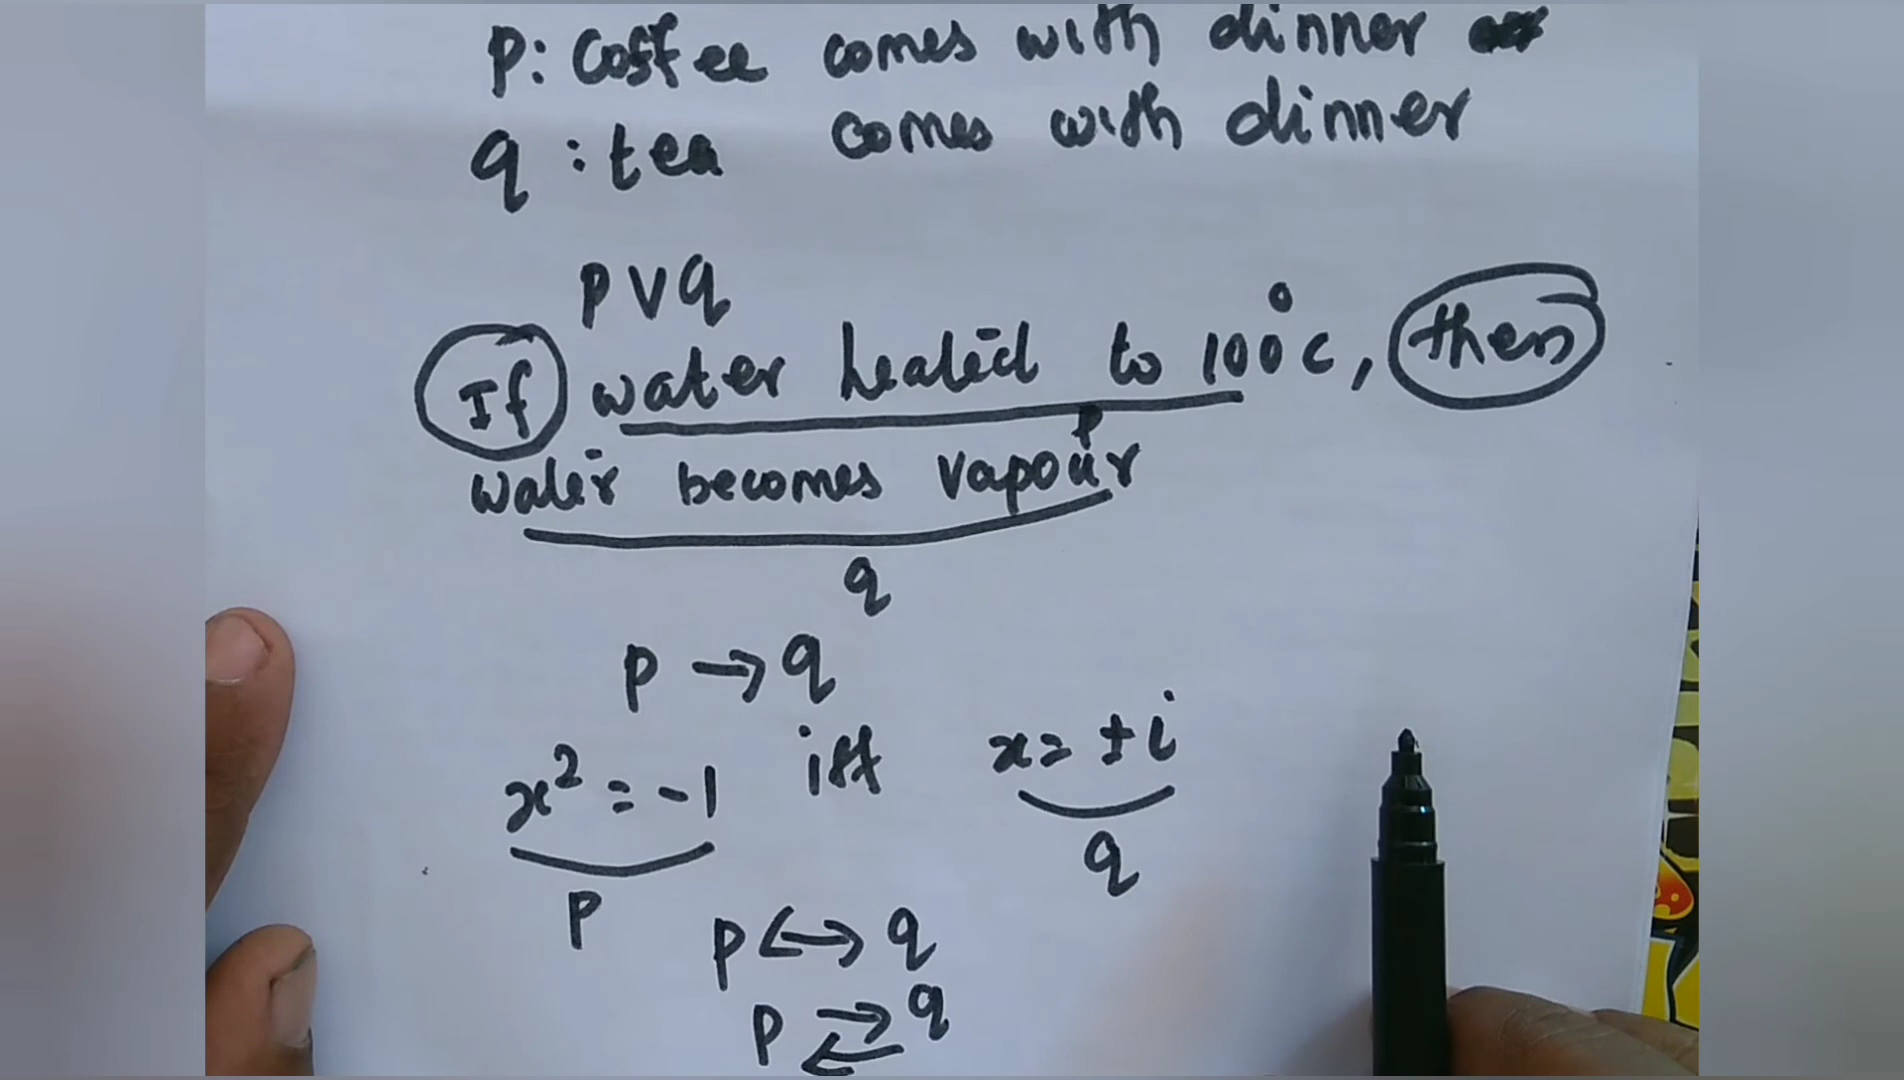 p: Coffee comes with dinner
q : tea comes with dinner
p ∨ q
If water heated to 100°c, then
p
water becomes vapour
q
p → q
x² = -1 iff x = ± i
p q
p ↔ q
p ⇄ q